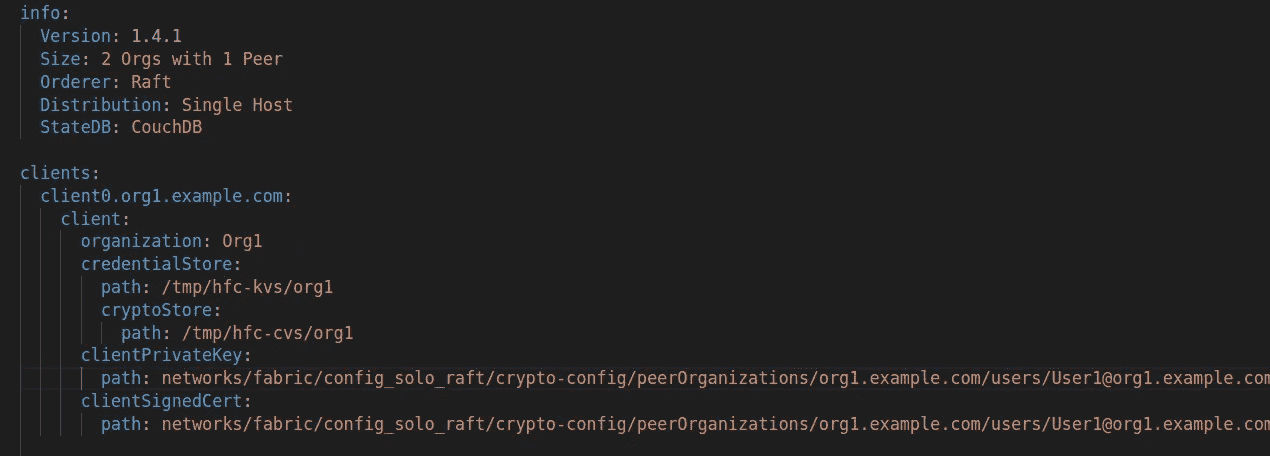 info:
Version: 1.4.1
Size: 2 Orgs with 1 Peer
Orderer: Raft
Distribution: Single Host
StateDB: CouchDB
clients:
client0.org1.example.com:
client:
organization: Org1
credentialStore:
path: /tmp/hfc-kvs/org1
cryptoStore:
path: /tmp/hfc-cvs/org1
clientPrivateKey:
path: networks/fabric/config_solo_raft/crypto-config/peerOrganizations/org1.example.com/users/User1@org1.example.com
clientSignedCert:
path: networks/fabric/config_solo_raft/crypto-config/peerOrganizations/org1.example.com/users/User1@org1.example.com